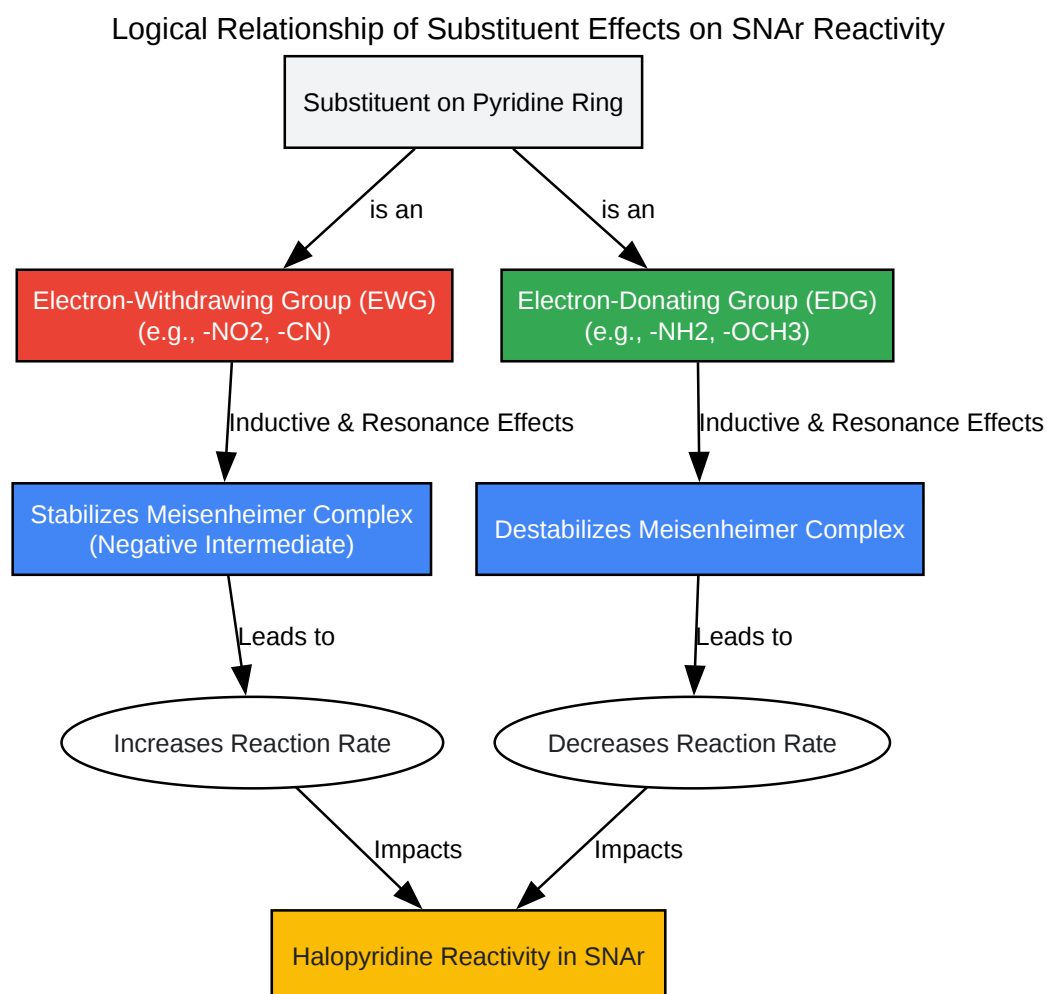 Logical Relationship of Substituent Effects on SNAr Reactivity
Substituent on Pyridine Ring
is an
is an
Electron-Withdrawing Group (EWG)
(e.g., -NO2, -CN)
Electron-Donating Group (EDG)
(e.g., -NH2, -OCH3)
Inductive & Resonance Effects
Inductive & Resonance Effects
Stabilizes Meisenheimer Complex
(Negative Intermediate)
Destabilizes Meisenheimer Complex
Leads to
Leads to
Increases Reaction Rate
Decreases Reaction Rate
Impacts
Impacts
Halopyridine Reactivity in SNAr